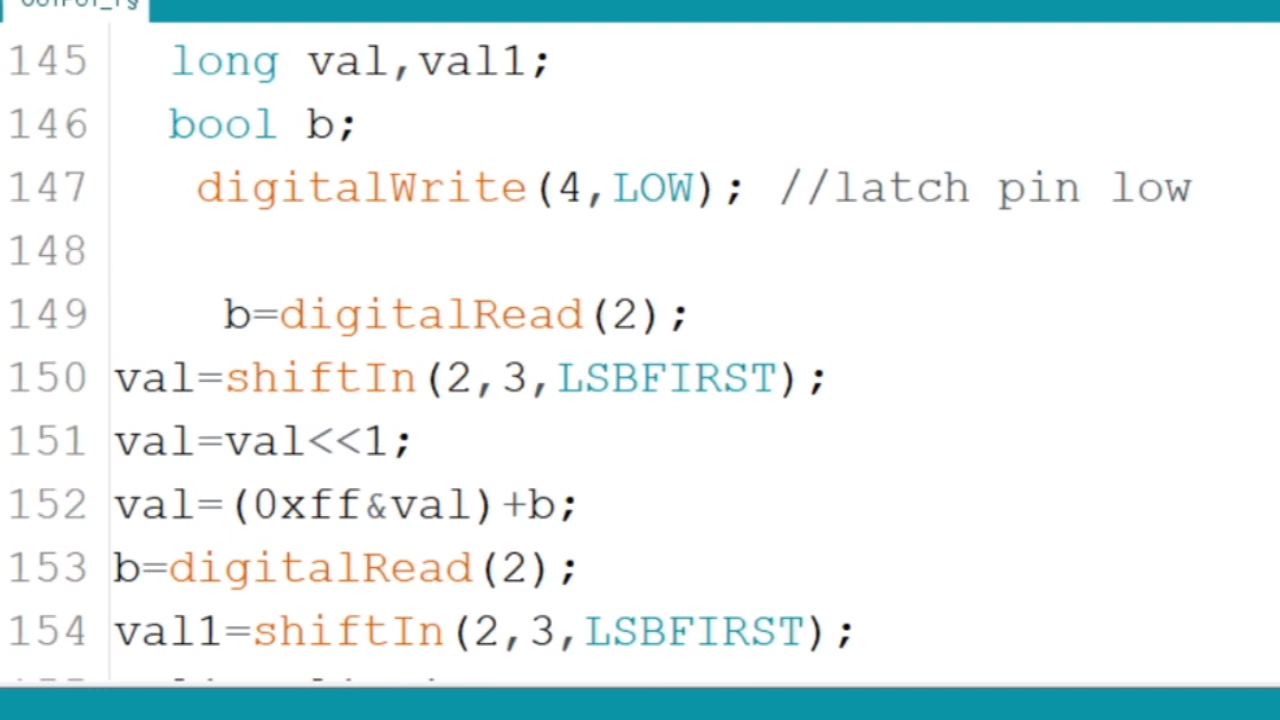 145 long val,val1;
146 bool b;
147 digitalWrite(4,LOW); //latch pin low
148
149 b=digitalRead(2);
150 val=shiftIn(2,3,LSBFIRST);
151 val=val<<1;
152 val=(0xff&val)+b;
153 b=digitalRead(2);
154 val1=shiftIn(2,3,LSBFIRST);